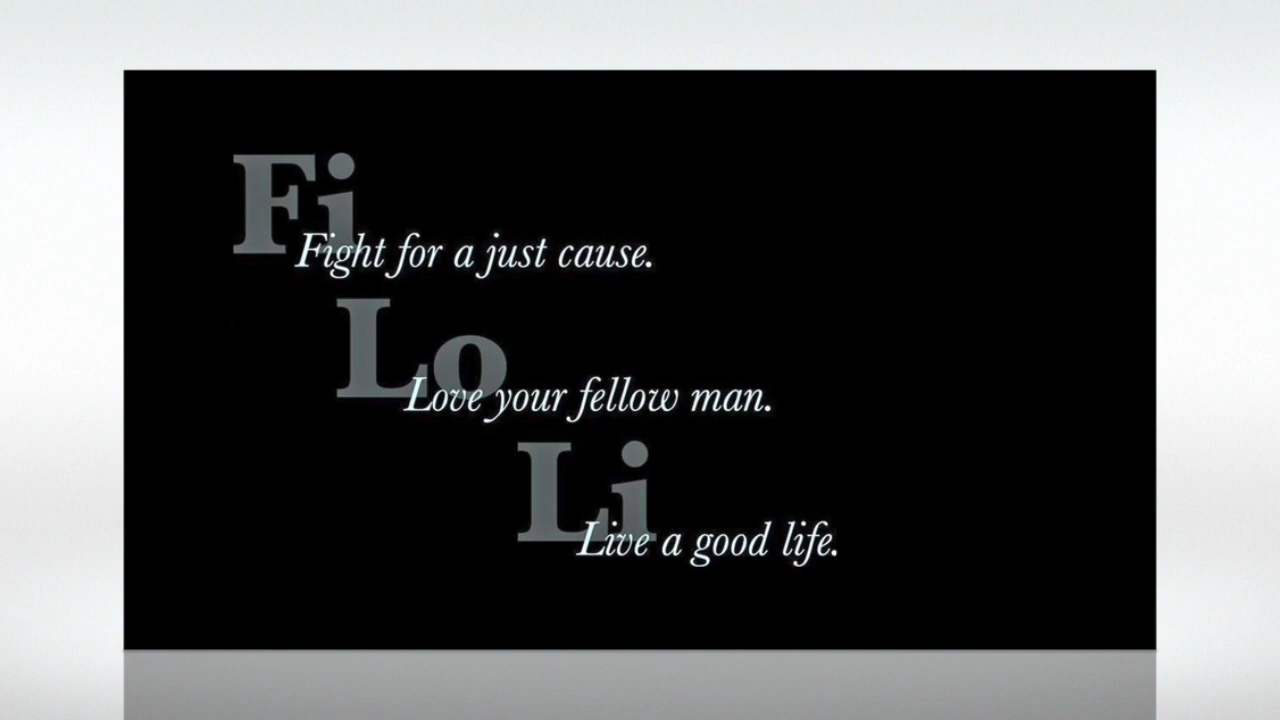 Fi
Fight for a just cause.
Lo
Love your fellow man.
Li
Live a good life.